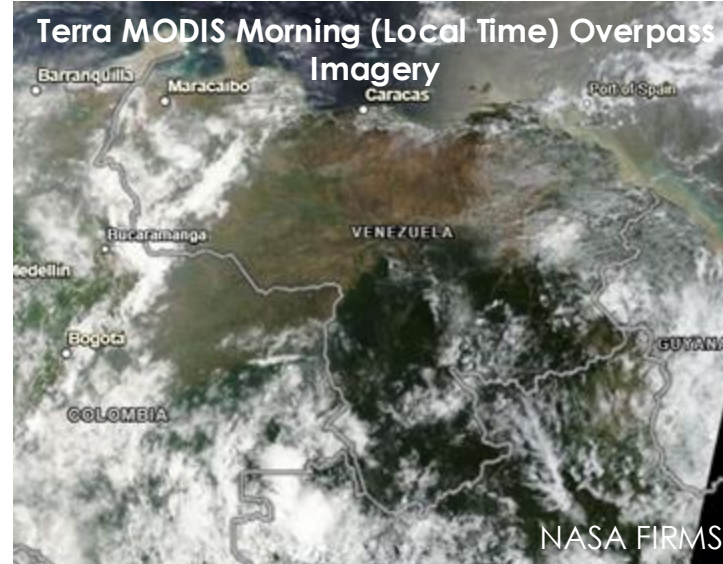 Terra MODIS Morning (Local Time) Overpass
Imagery
Barranquilla
Maracaibo
Caracas
Port of Spain
Bucaramanga
VENEZUELA
Medellin
Bogota
GUYANA
COLOMBIA
NASA FIRMS